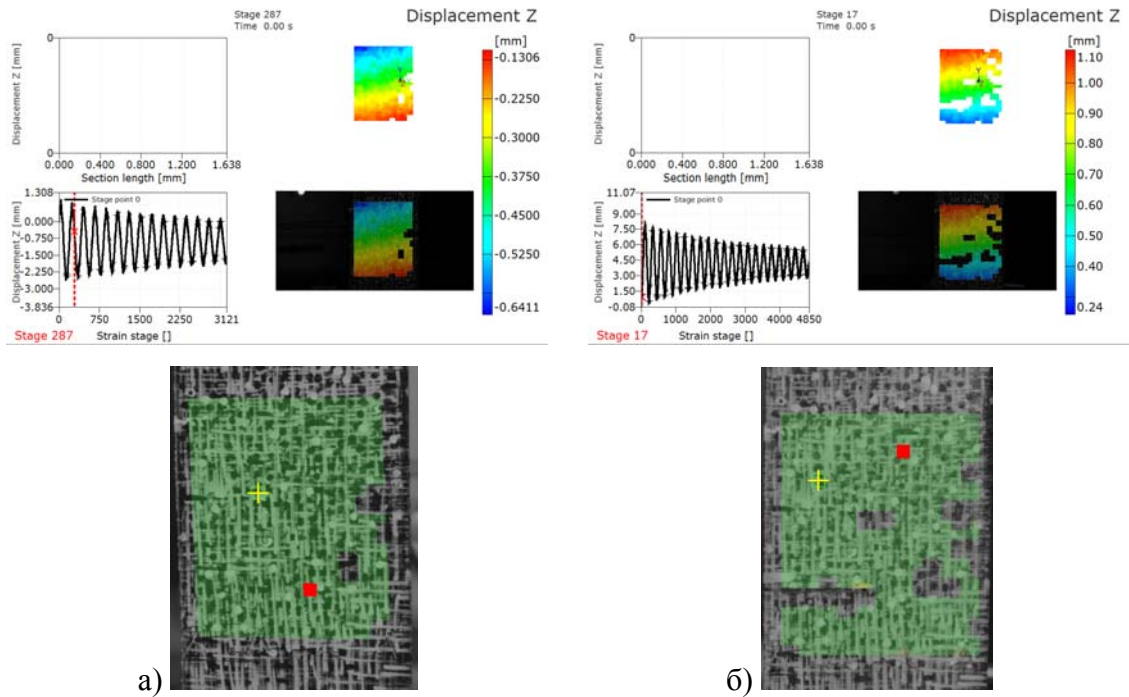 Stage 287
Time 0.00 s
Displacement Z
Displacement Z [mm]
0
0
0.000 0.400 0.800 1.200 1.638
Section length [mm]
[mm]
-0.1306
-0.2250
-0.3000
-0.3750
-0.4500
-0.5250
-0.6411
Displacement Z [mm]
1.308
0.000
-0.750
-1.500
-2.250
-3.000
-3.836
Stage point 0
0 750 1500 2250 3121
Stage 287 Strain stage []
Stage 17
Time 0.00 s
Displacement Z
Displacement Z [mm]
0
0
0.000 0.400 0.800 1.200 1.638
Section length [mm]
[mm]
1.10
1.00
0.90
0.80
0.70
0.60
0.50
0.40
0.24
Displacement Z [mm]
11.07
9.00
7.50
6.00
4.50
3.00
1.50
-0.08
Stage point 0
0 1000 2000 3000 4000 4850
Stage 17 Strain stage []
а)
б)